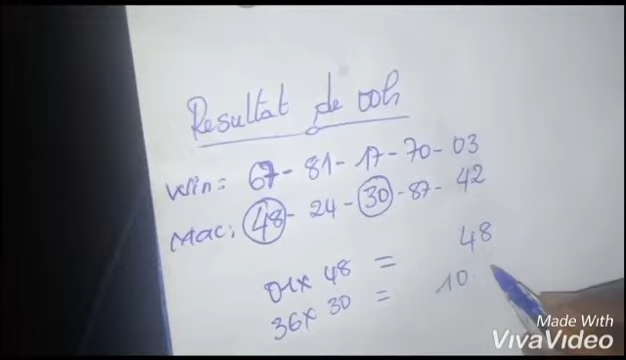 Resultat de 00h
Win: 67-81-17-70-03
Mac: 48-24-30-87-42
01x 48 = 48
36x 30 = 10
Made With
VivaVideo